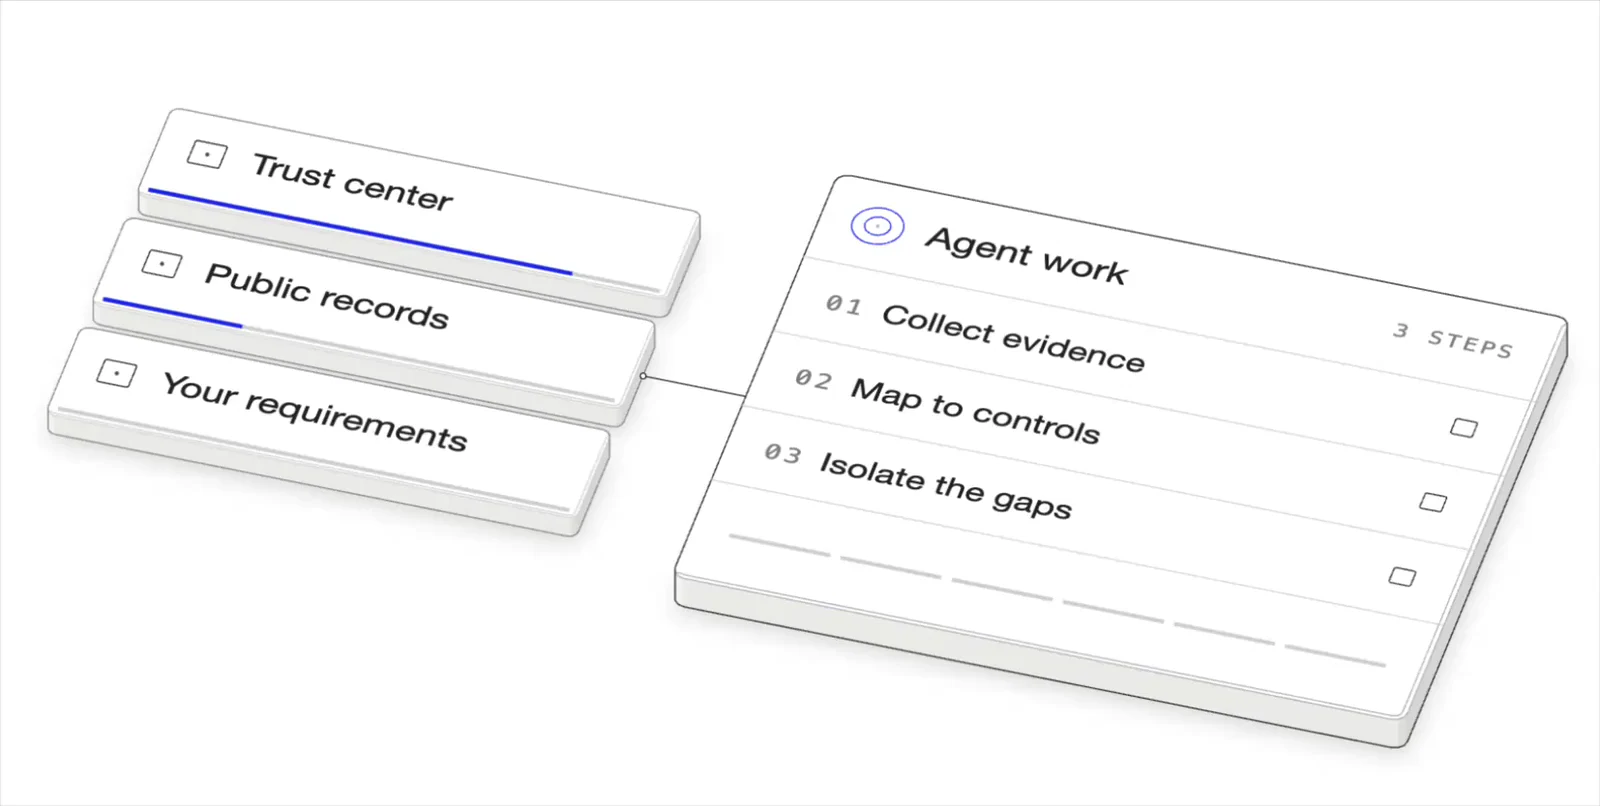 Trust center
Public records
Your requirements
Agent work
3 STEPS
01 Collect evidence
02 Map to controls
03 Isolate the gaps